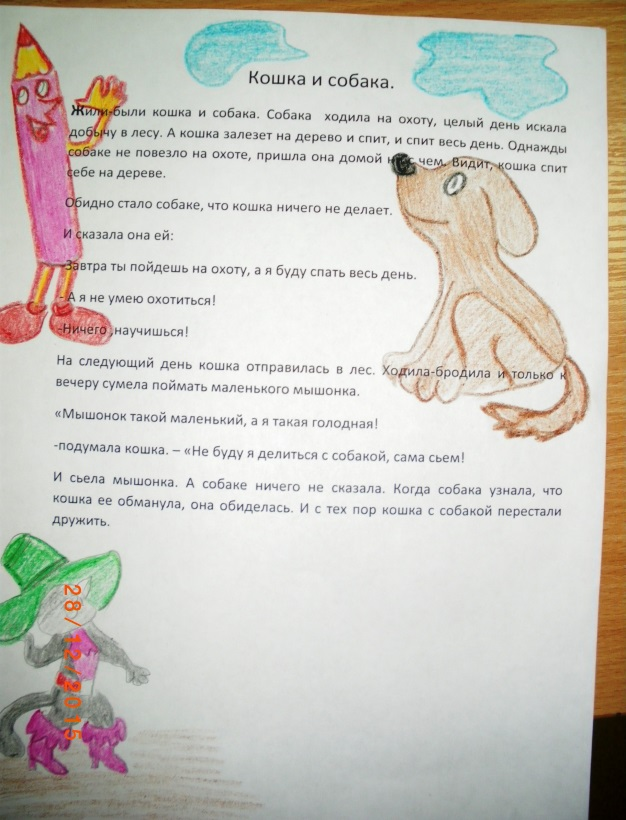 Кошка и собака.
Жили-были кошка и собака. Собака ходила на охоту, целый день искала
добычу в лесу. А кошка залезет на дерево и спит, и спит весь день. Однажды
собаке не повезло на охоте, пришла она домой ни с чем. Видит, кошка спит
себе на дереве.
Обидно стало собаке, что кошка ничего не делает.
И сказала она ей:
-Завтра ты пойдешь на охоту, а я буду спать весь день.
- А я не умею охотиться!
-Ничего ,научишься!
На следующий день кошка отправилась в лес. Ходила-бродила и только к
вечеру сумела поймать маленького мышонка.
«Мышонок такой маленький, а я такая голодная!
-подумала кошка. – «Не буду я делиться с собакой, сама сьем!
И сьела мышонка. А собаке ничего не сказала. Когда собака узнала, что
кошка ее обманула, она обиделась. И с тех пор кошка с собакой перестали
дружить.
28/12/2015